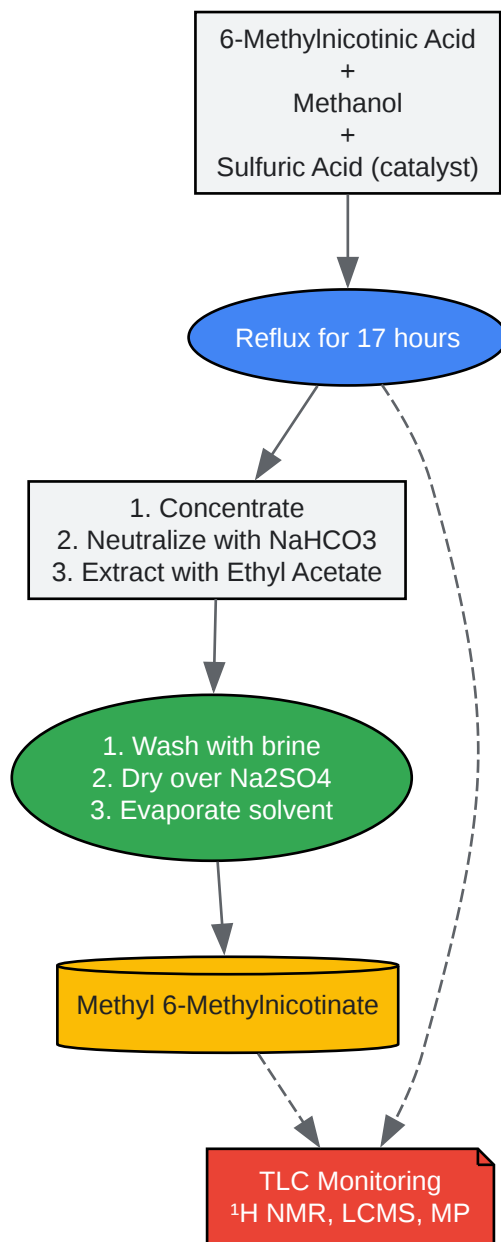 6-Methylnicotinic Acid
+
Methanol
+
Sulfuric Acid (catalyst)
Reflux for 17 hours
1. Concentrate
2. Neutralize with NaHCO3
3. Extract with Ethyl Acetate
1. Wash with brine
2. Dry over Na2SO4
3. Evaporate solvent
Methyl 6-Methylnicotinate
TLC Monitoring
¹H NMR, LCMS, MP